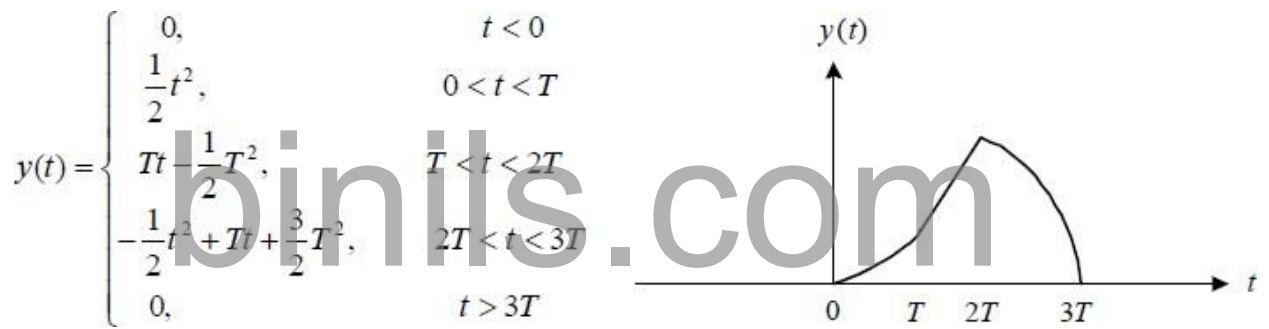 y(t) = { 0, t < 0
1/2 t², 0 < t < T
Tt − 1/2 T², T < t < 2T
−1/2 t² + Tt + 3/2 T², 2T < t < 3T
0, t > 3T
y(t)
t
0 T 2T 3T
binils.com